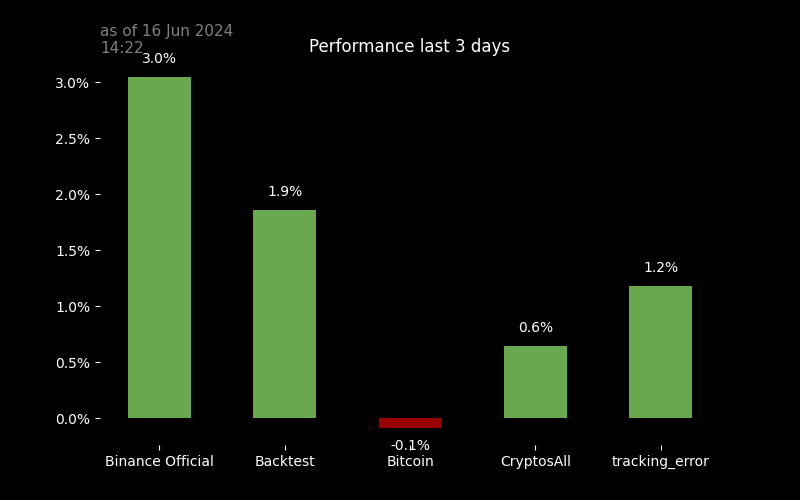 as of 16 Jun 2024
14:22
Performance last 3 days
3.0%
3.0%
2.5%
2.0%
1.5%
1.0%
0.5%
0.0%
1.9%
-0.1%
0.6%
1.2%
Binance Official
Backtest
Bitcoin
CryptosAll
tracking_error